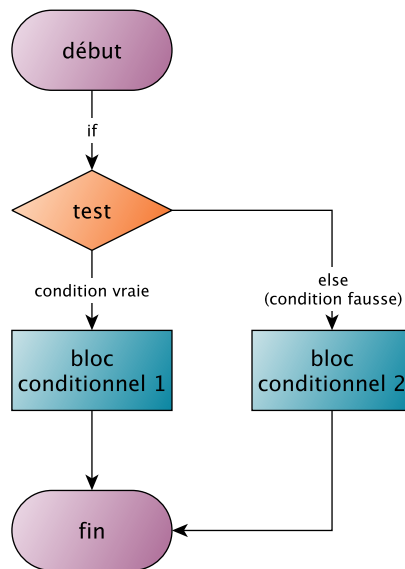 début
if
test
condition vraie
else
(condition fausse)
bloc
conditionnel 1
bloc
conditionnel 2
fin